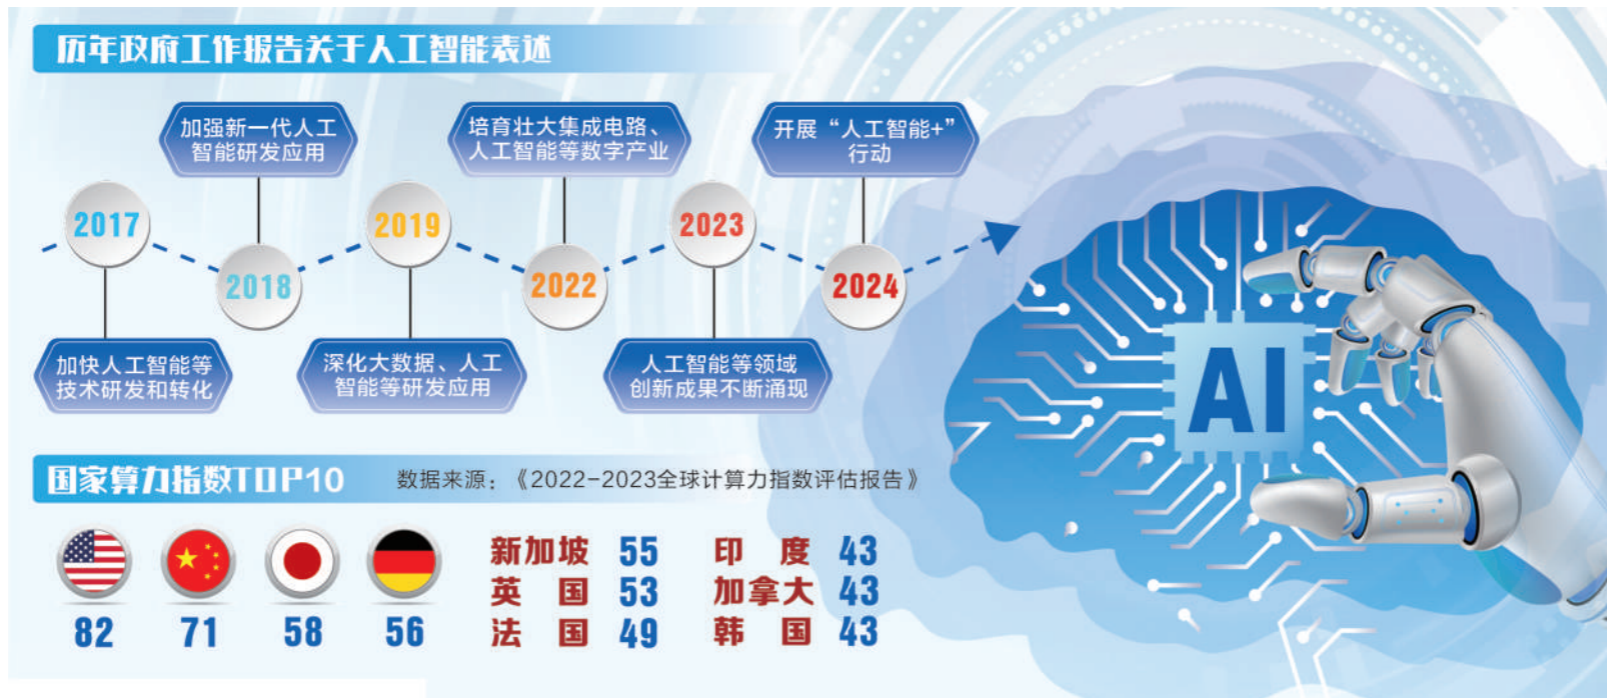 历年政府工作报告关于人工智能表述
加强新一代人工
智能研发应用
培育壮大集成电路、
人工智能等数字产业
开展“人工智能+”
行动
2017
2018
2019
2022
2023
2024
加快人工智能等
技术研发和转化
深化大数据、人工
智能等研发应用
人工智能等领域
创新成果不断涌现
AI
国家算力指数TOP10
数据来源：《2022-2023全球计算力指数评估报告》
82
71
58
56
新加坡 55
英国 53
法国 49
印度 43
加拿大 43
韩国 43